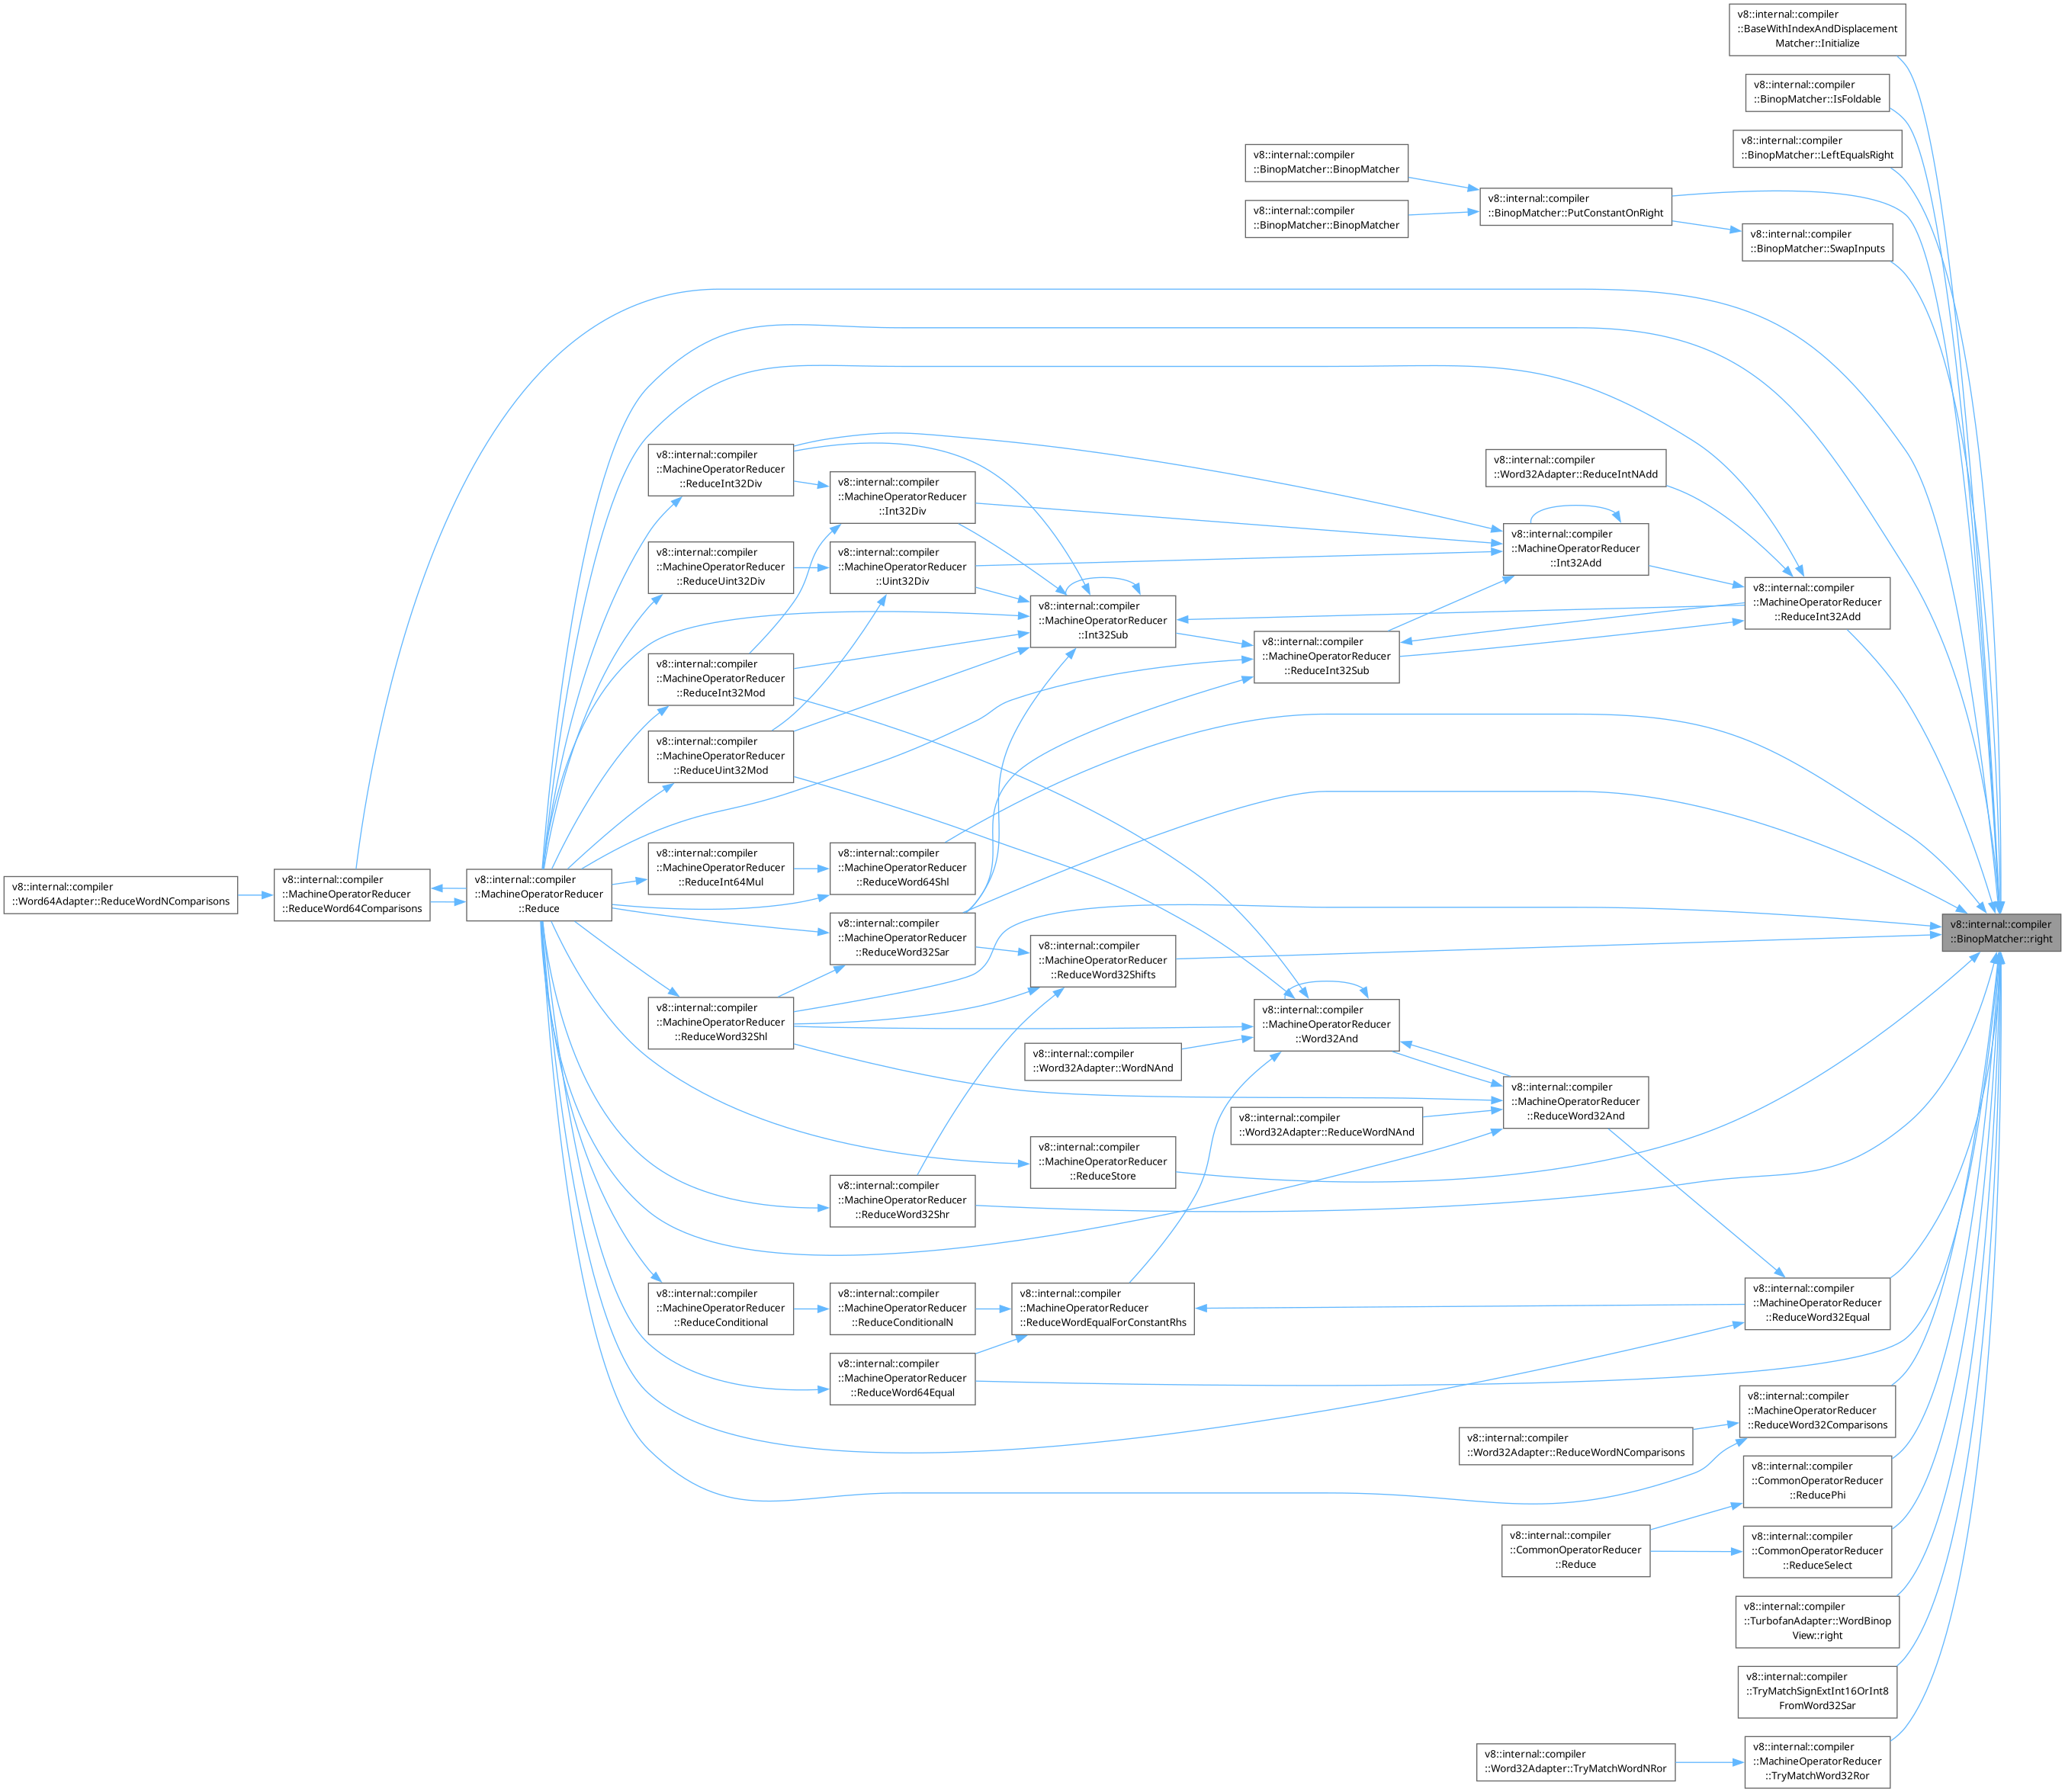 v8::internal::compiler
::BaseWithIndexAndDisplacement
Matcher::Initialize
v8::internal::compiler
::BinopMatcher::IsFoldable
v8::internal::compiler
::BinopMatcher::LeftEqualsRight
v8::internal::compiler
::BinopMatcher::BinopMatcher
v8::internal::compiler
::BinopMatcher::PutConstantOnRight
v8::internal::compiler
::BinopMatcher::BinopMatcher
v8::internal::compiler
::BinopMatcher::SwapInputs
v8::internal::compiler
::MachineOperatorReducer
::ReduceInt32Div
v8::internal::compiler
::MachineOperatorReducer
::Int32Div
v8::internal::compiler
::Word32Adapter::ReduceIntNAdd
v8::internal::compiler
::MachineOperatorReducer
::Int32Add
v8::internal::compiler
::MachineOperatorReducer
::ReduceUint32Div
v8::internal::compiler
::MachineOperatorReducer
::Uint32Div
v8::internal::compiler
::MachineOperatorReducer
::Int32Sub
v8::internal::compiler
::MachineOperatorReducer
::ReduceInt32Add
v8::internal::compiler
::MachineOperatorReducer
::ReduceInt32Sub
v8::internal::compiler
::MachineOperatorReducer
::ReduceInt32Mod
v8::internal::compiler
::MachineOperatorReducer
::ReduceUint32Mod
v8::internal::compiler
::Word64Adapter::ReduceWordNComparisons
v8::internal::compiler
::MachineOperatorReducer
::ReduceWord64Comparisons
v8::internal::compiler
::MachineOperatorReducer
::Reduce
v8::internal::compiler
::MachineOperatorReducer
::ReduceInt64Mul
v8::internal::compiler
::MachineOperatorReducer
::ReduceWord64Shl
v8::internal::compiler
::MachineOperatorReducer
::ReduceWord32Sar
v8::internal::compiler
::MachineOperatorReducer
::ReduceWord32Shifts
v8::internal::compiler
::BinopMatcher::right
v8::internal::compiler
::MachineOperatorReducer
::ReduceWord32Shl
v8::internal::compiler
::MachineOperatorReducer
::Word32And
v8::internal::compiler
::Word32Adapter::WordNAnd
v8::internal::compiler
::MachineOperatorReducer
::ReduceWord32And
v8::internal::compiler
::Word32Adapter::ReduceWordNAnd
v8::internal::compiler
::MachineOperatorReducer
::ReduceStore
v8::internal::compiler
::MachineOperatorReducer
::ReduceWord32Shr
v8::internal::compiler
::MachineOperatorReducer
::ReduceConditional
v8::internal::compiler
::MachineOperatorReducer
::ReduceConditionalN
v8::internal::compiler
::MachineOperatorReducer
::ReduceWordEqualForConstantRhs
v8::internal::compiler
::MachineOperatorReducer
::ReduceWord32Equal
v8::internal::compiler
::MachineOperatorReducer
::ReduceWord64Equal
v8::internal::compiler
::MachineOperatorReducer
::ReduceWord32Comparisons
v8::internal::compiler
::Word32Adapter::ReduceWordNComparisons
v8::internal::compiler
::CommonOperatorReducer
::ReducePhi
v8::internal::compiler
::CommonOperatorReducer
::Reduce
v8::internal::compiler
::CommonOperatorReducer
::ReduceSelect
v8::internal::compiler
::TurbofanAdapter::WordBinop
View::right
v8::internal::compiler
::TryMatchSignExtInt16OrInt8
FromWord32Sar
v8::internal::compiler
::Word32Adapter::TryMatchWordNRor
v8::internal::compiler
::MachineOperatorReducer
::TryMatchWord32Ror